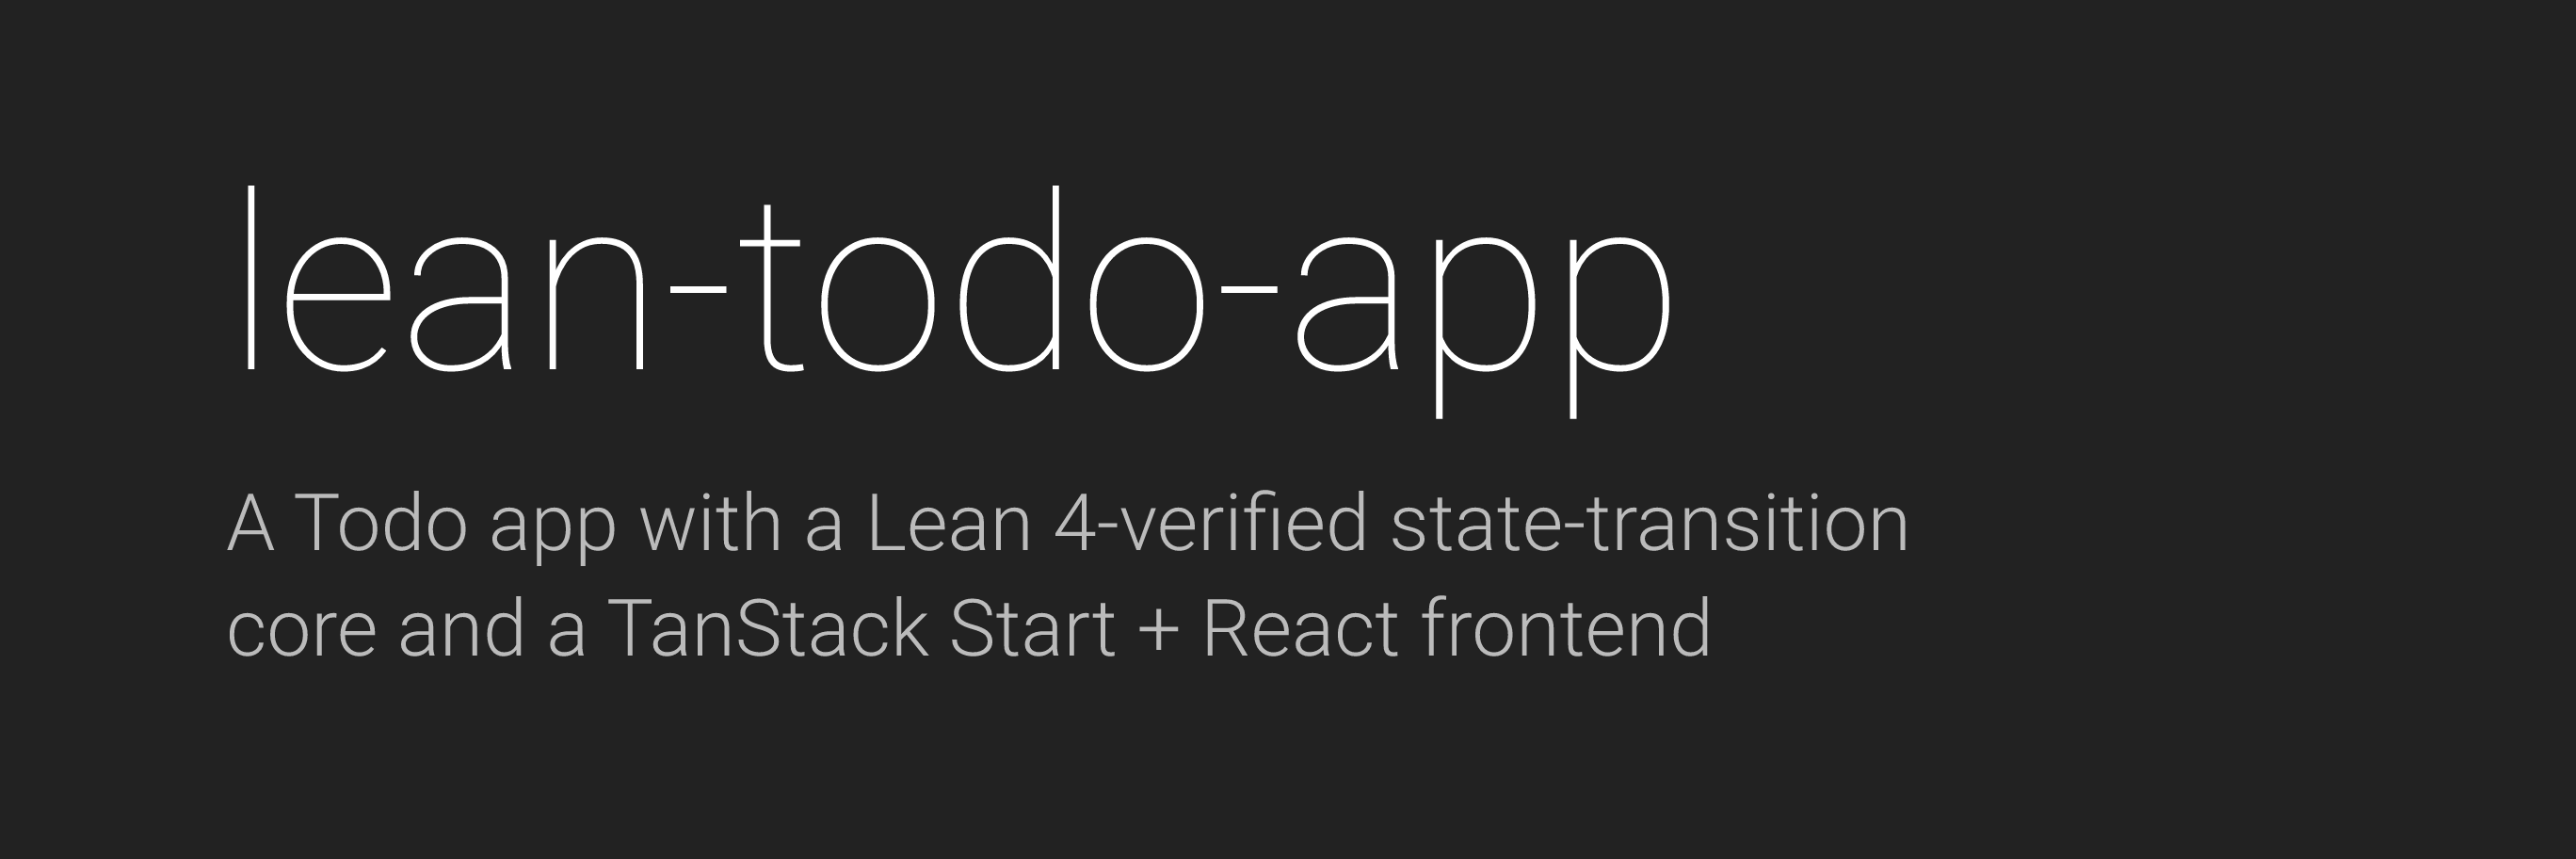 lean-todo-app
A Todo app with a Lean 4-verified state-transition
core and a TanStack Start + React frontend